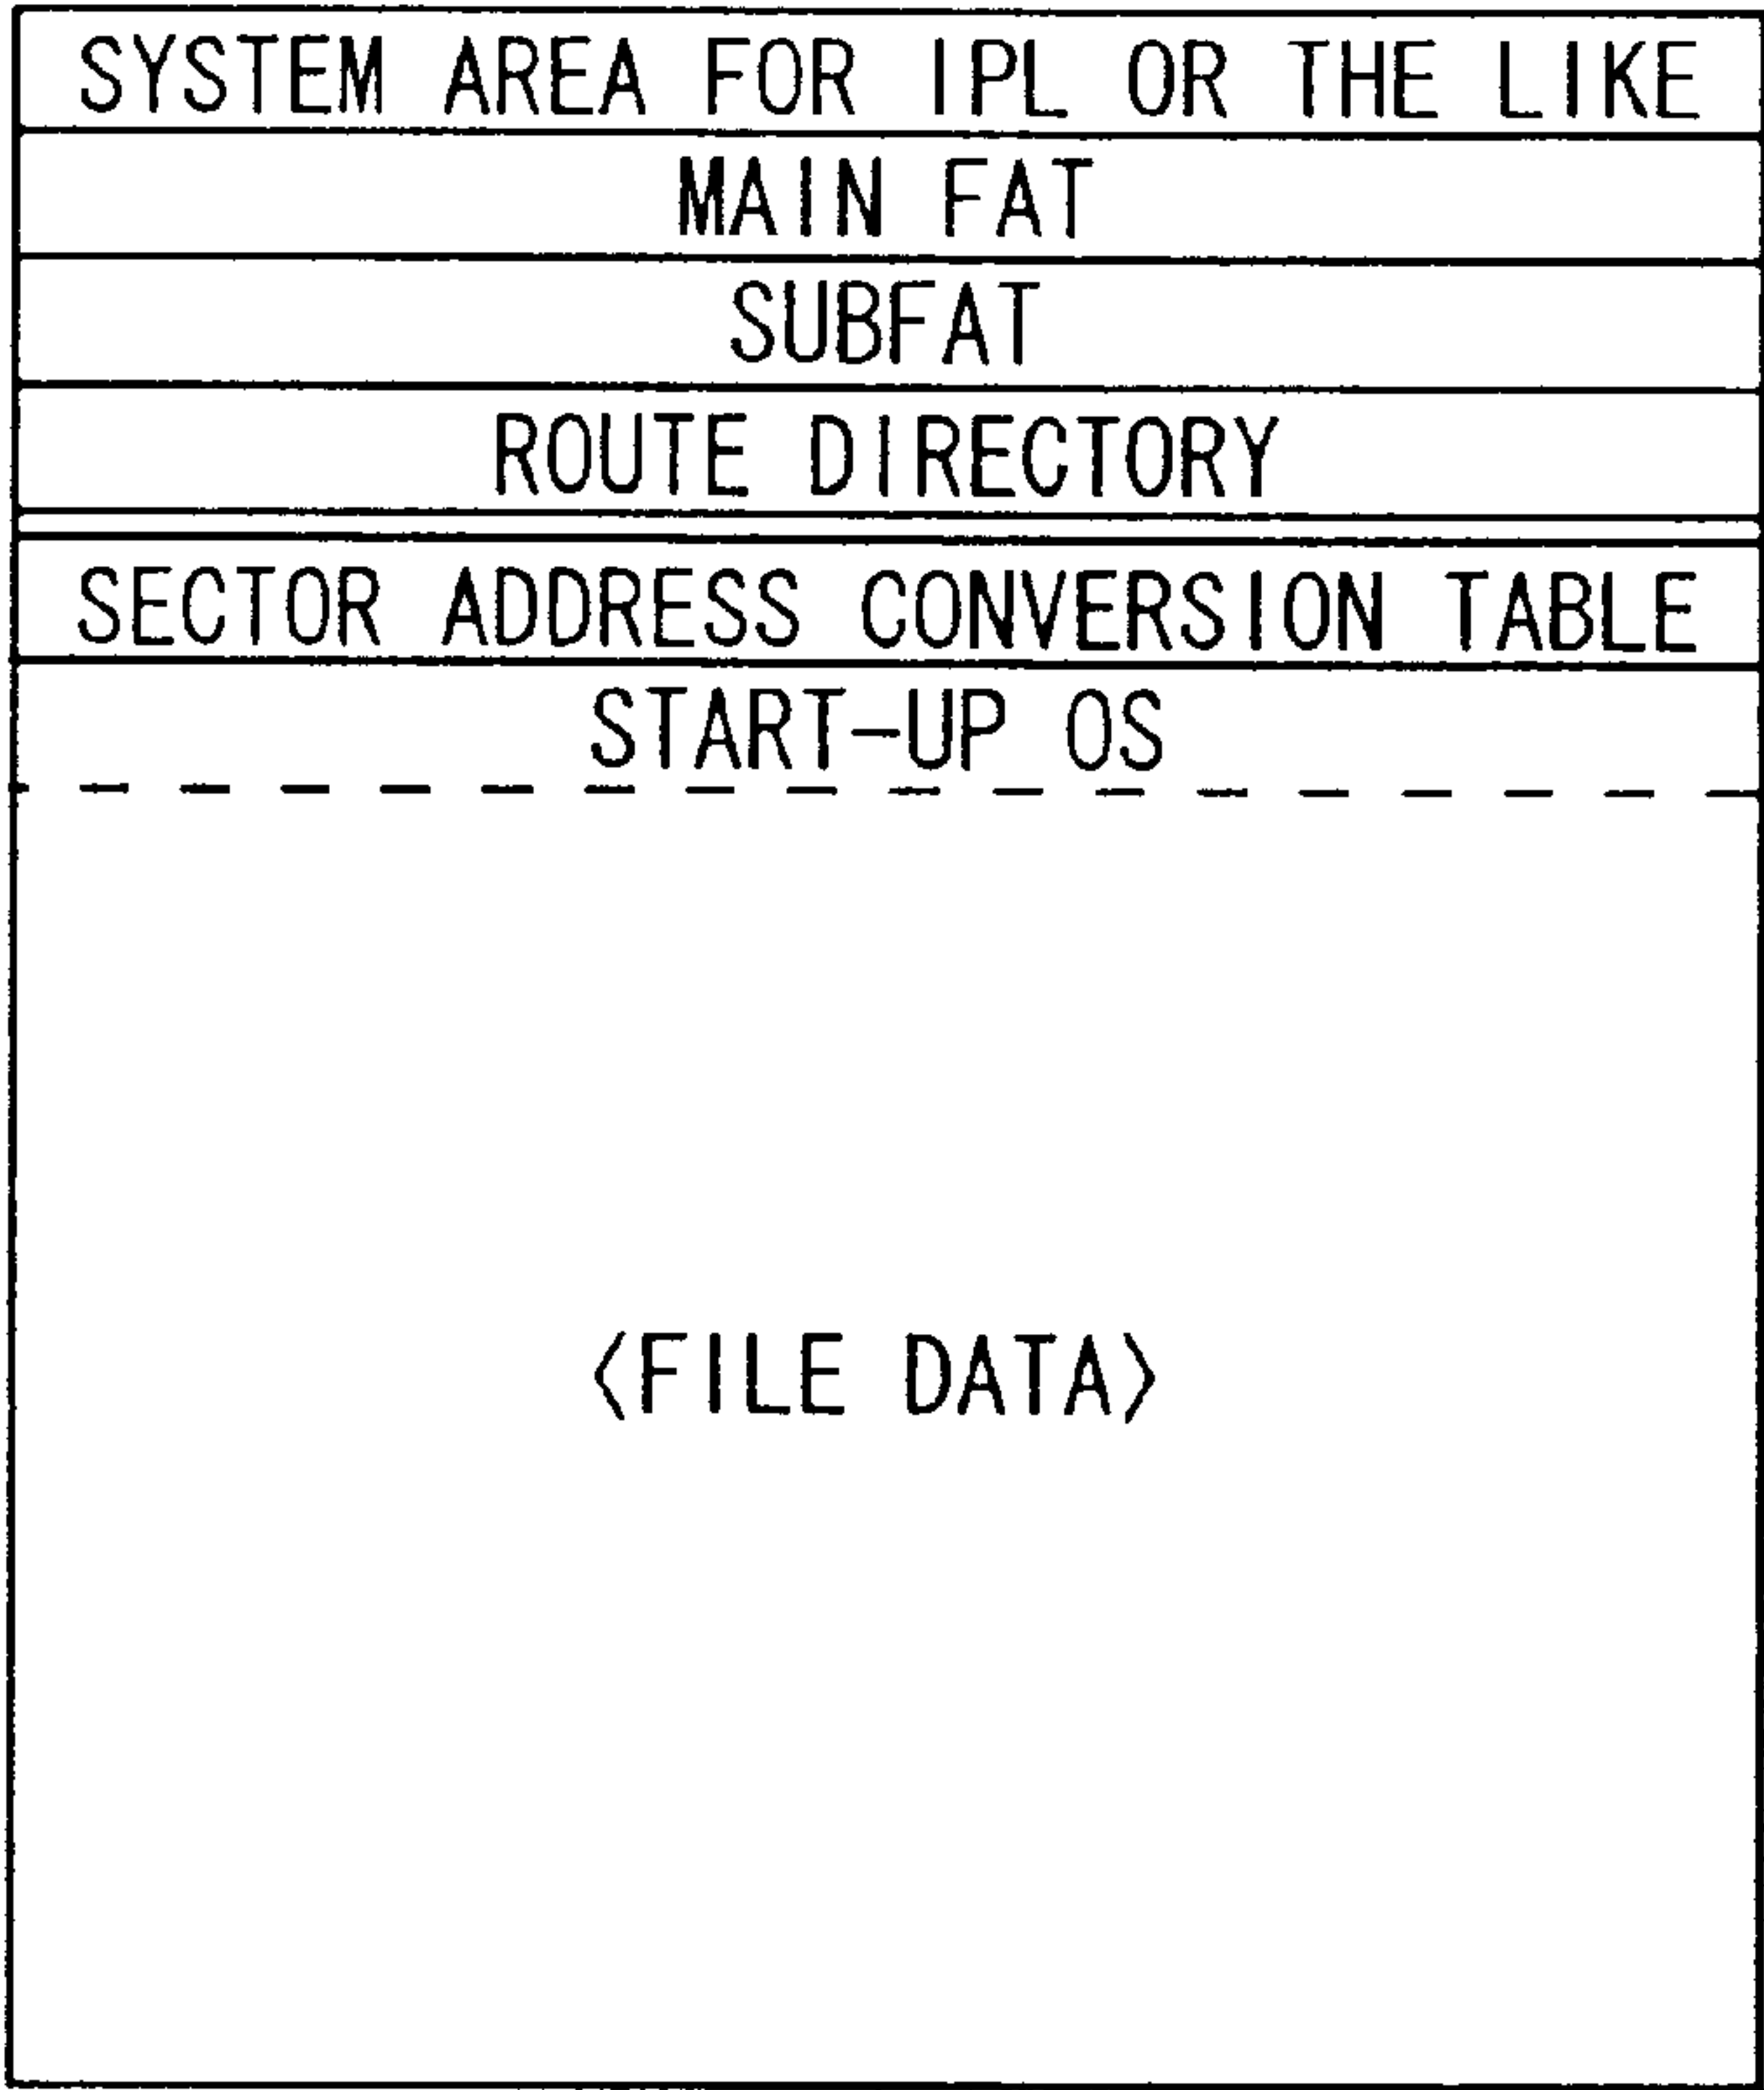 SYSTEM AREA FOR IPL OR THE LIKE
MAIN FAT
SUBFAT
ROUTE DIRECTORY
SECTOR ADDRESS CONVERSION TABLE
START-UP OS
〈FILE DATA〉